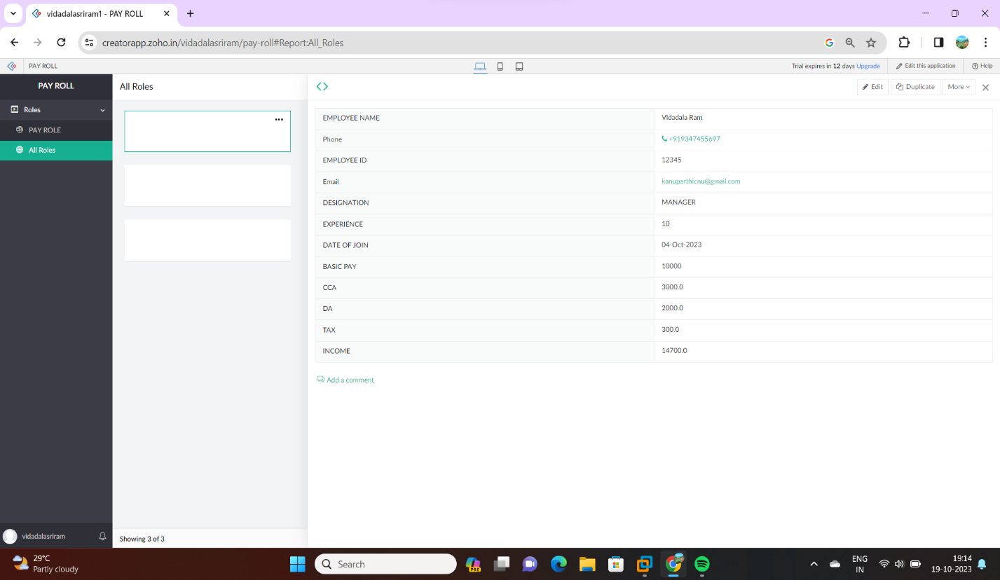 vidadalasriram1 - PAY ROLL
creatorapp.zoho.in/vidadalasriram/pay-roll#Report:All_Roles
PAY ROLL
Trial expires in 12 days Upgrade
Edit this application
Help
PAY ROLL
All Roles
Edit
Duplicate
More
Roles
PAY ROLE
All Roles
EMPLOYEE NAME Vidadala Ram
Phone +919347455697
EMPLOYEE ID 12345
Email kanuparthicnu@gmail.com
DESIGNATION MANAGER
EXPERIENCE 10
DATE OF JOIN 04-Oct-2023
BASIC PAY 10000
CCA 3000.0
DA 2000.0
TAX 300.0
INCOME 14700.0
Add a comment
vidadalasriram
Showing 3 of 3
29°C
Partly cloudy
Search
PRE
ENG
IN
19:14
19-10-2023